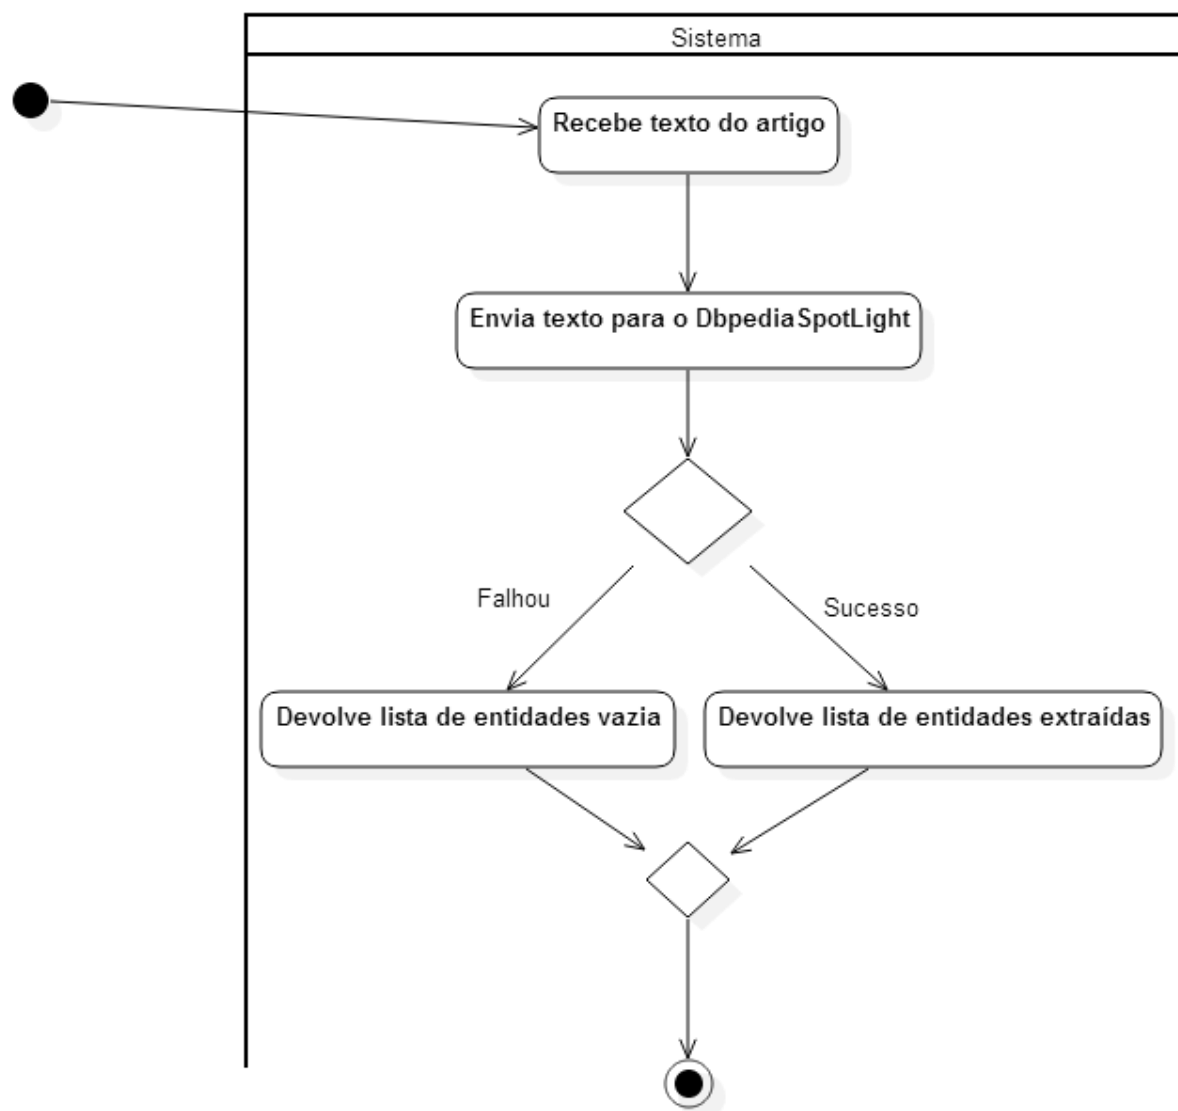 Sistema
Recebe texto do artigo
Envia texto para o DbpediaSpotLight
Falhou
Sucesso
Devolve lista de entidades vazia
Devolve lista de entidades extraídas